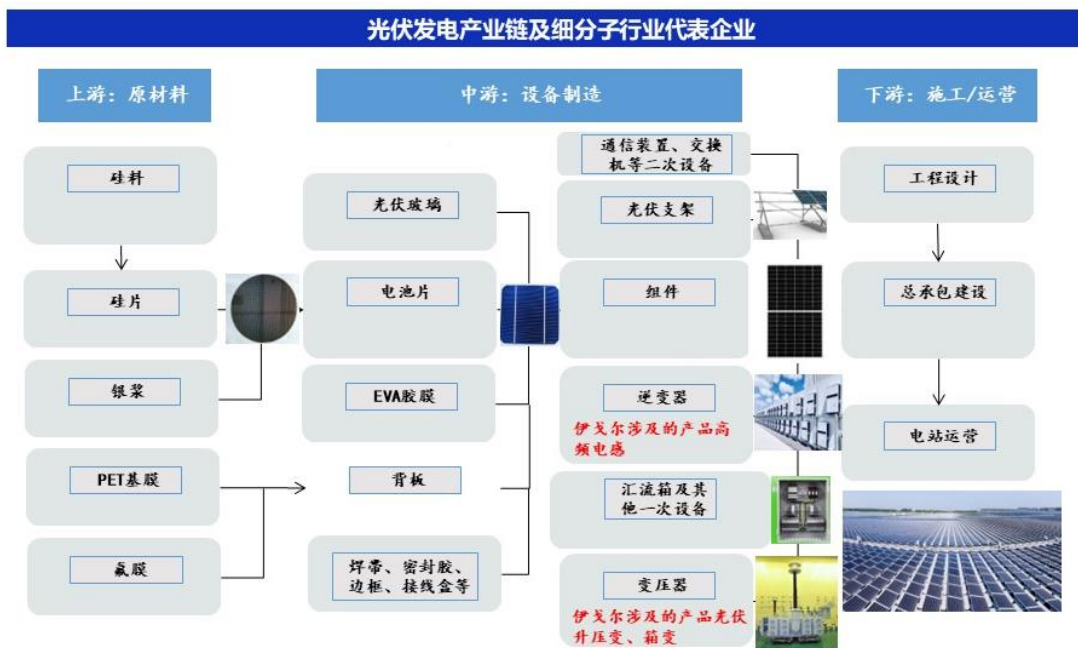 光伏发电产业链及细分子行业代表企业
上游：原材料
中游：设备制造
下游：施工/运营
硅料
硅片
银浆
PET基膜
氟膜
光伏玻璃
电池片
EVA胶膜
背板
焊带、密封胶、
边框、接线盒等
通信装置、交换
机等二次设备
光伏支架
组件
逆变器
伊戈尔涉及的产品高
频电感
汇流箱及其
他一次设备
变压器
伊戈尔涉及的产品光伏
升压变、箱变
工程设计
总承包建设
电站运营